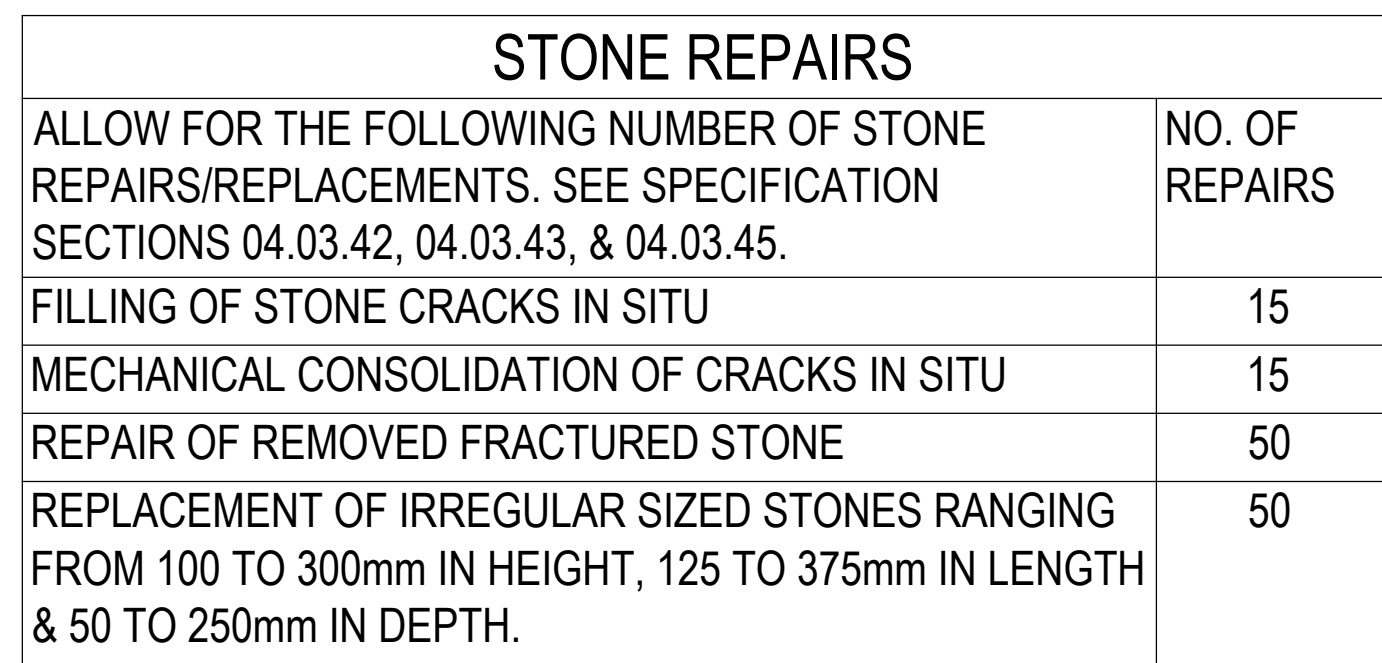 STONE REPAIRS
ALLOW FOR THE FOLLOWING NUMBER OF STONE
REPAIRS/REPLACEMENTS. SEE SPECIFICATION
SECTIONS 04.03.42, 04.03.43, & 04.03.45.
NO. OF
REPAIRS
FILLING OF STONE CRACKS IN SITU 15
MECHANICAL CONSOLIDATION OF CRACKS IN SITU 15
REPAIR OF REMOVED FRACTURED STONE 50
REPLACEMENT OF IRREGULAR SIZED STONES RANGING 50
FROM 100 TO 300mm IN HEIGHT, 125 TO 375mm IN LENGTH
& 50 TO 250mm IN DEPTH.